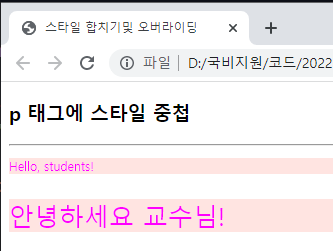 스타일 합치기및 오버라이딩
파일 D:/국비지원/코드/2022
p 태그에 스타일 중첩
Hello, students!
안녕하세요 교수님!